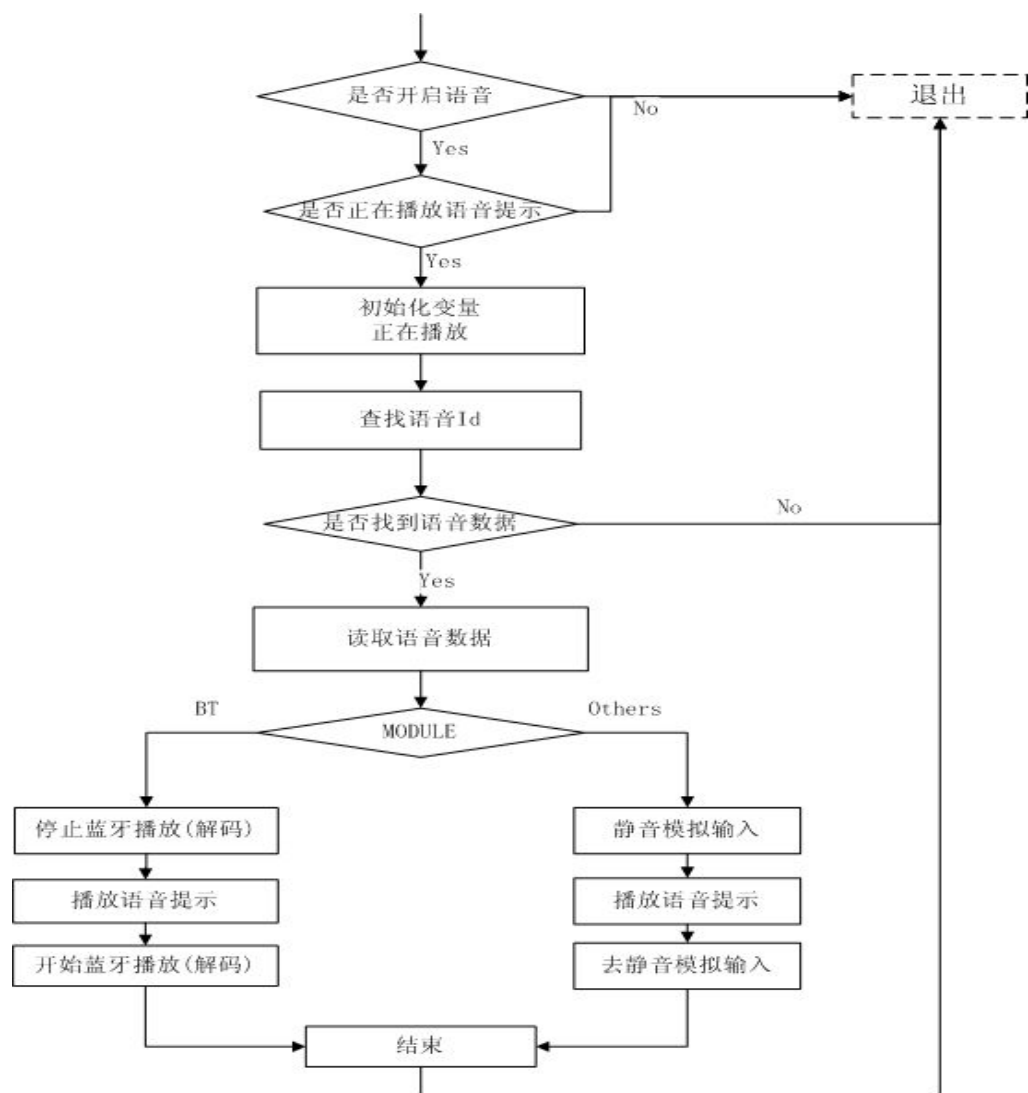 是否开启语音
退出
No
Yes
是否正在播放语音提示
Yes
初始化变量
正在播放
查找语音Id
No
是否找到语音数据
Yes
读取语音数据
BT
Others
MODULE
停止蓝牙播放(解码)
静音模拟输入
播放语音提示
播放语音提示
开始蓝牙播放(解码)
去静音模拟输入
结束